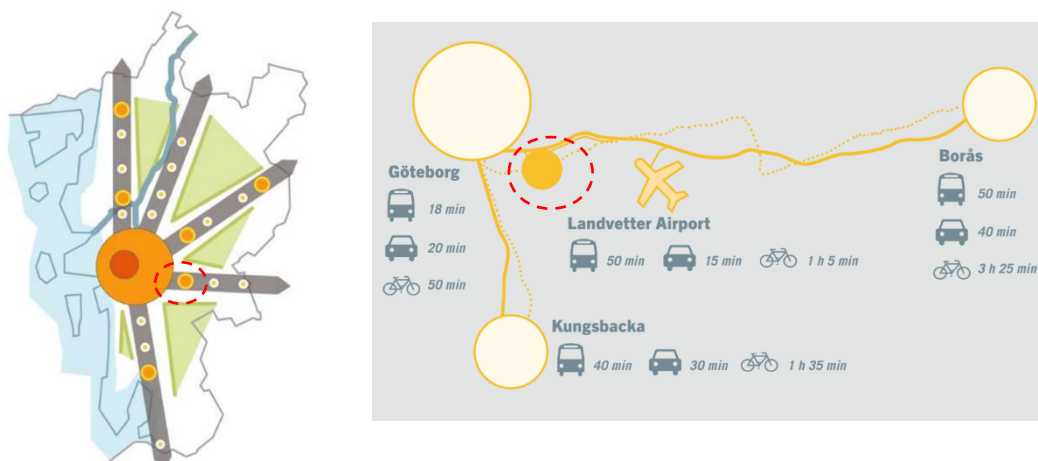 Göteborg
18 min
20 min
50 min
Landvetter Airport
50 min 15 min 1 h 5 min
Borås
50 min
40 min
3 h 25 min
Kungsbacka
40 min 30 min 1 h 35 min